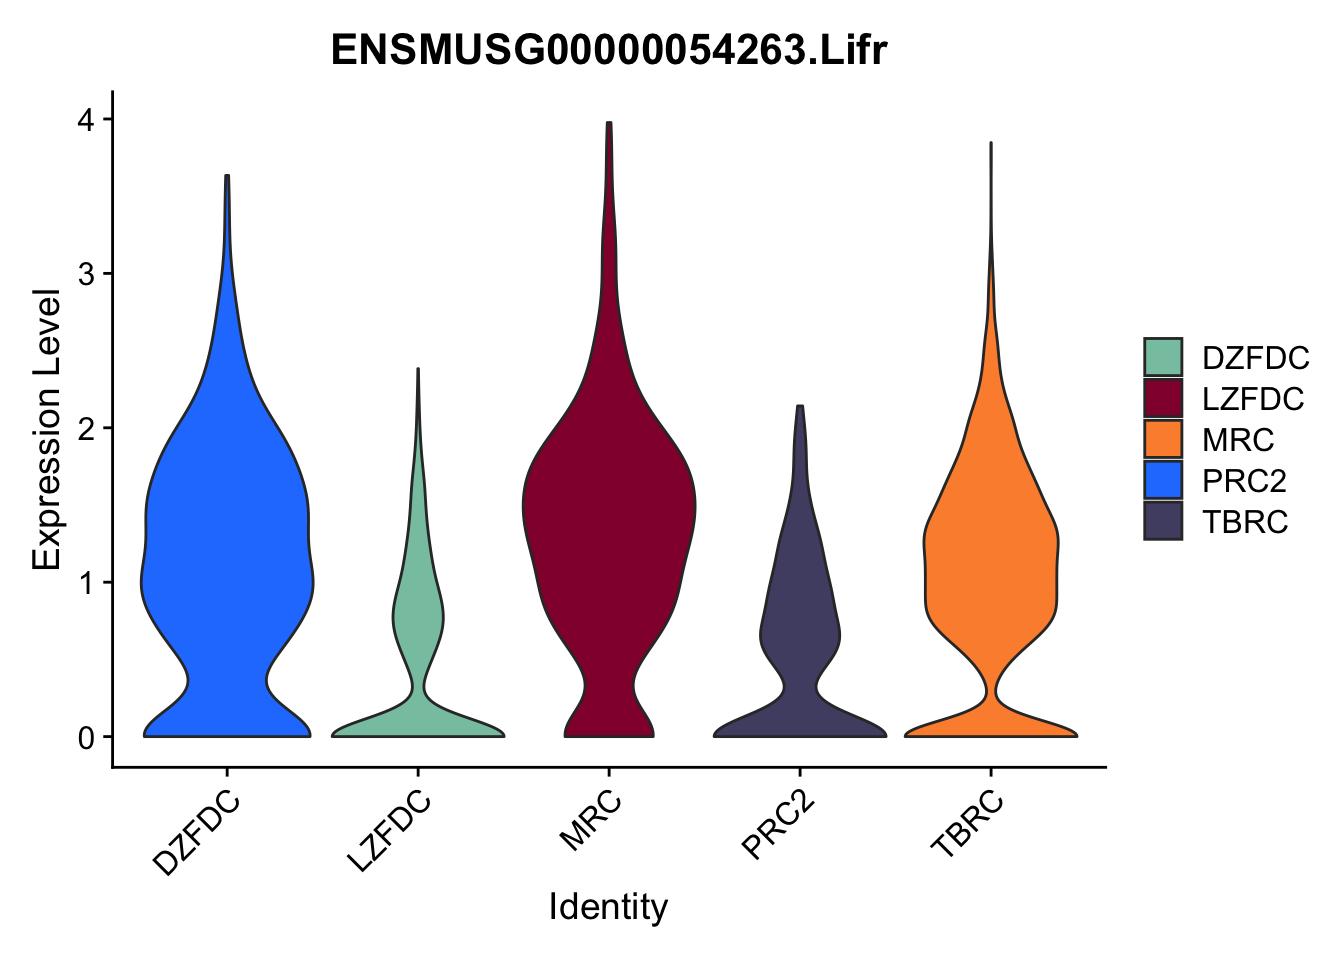 ENSMUSG00000054263.Lifr
Expression Level
4
3
2
1
0
DZFDC
LZFDC
MRC
PRC2
TBRC
Identity
DZFDC
LZFDC
MRC
PRC2
TBRC